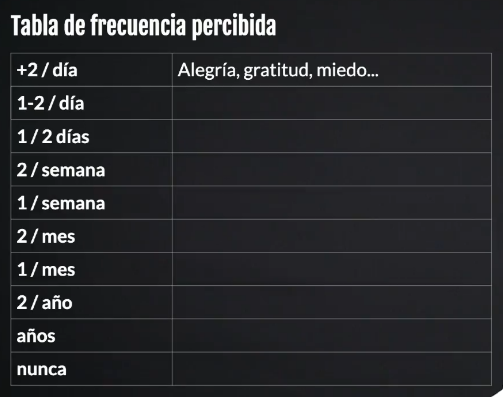 Tabla de frecuencia percibida
+2 / día Alegría, gratitud, miedo...
1-2 / día
1 / 2 días
2 / semana
1 / semana
2 / mes
1 / mes
2 / año
años
nunca